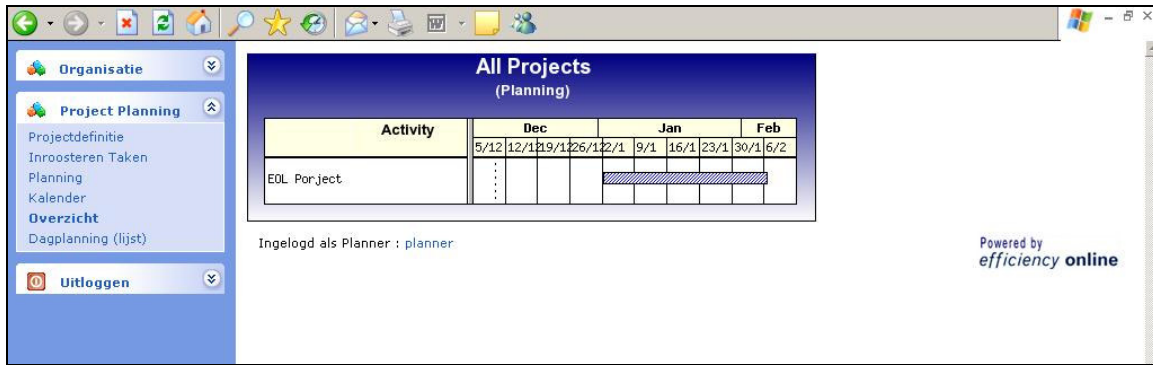 Organisatie
Project Planning
Projectdefinitie
Inroosteren Taken
Planning
Kalender
Overzicht
Dagplanning (lijst)
Uitloggen
All Projects
(Planning)
Activity Dec Jan Feb
5/12 12/12 19/12 26/12 2/1 9/1 16/1 23/1 30/1 6/2
EOL Porject
Ingelogd als Planner : planner
Powered by
efficiency online